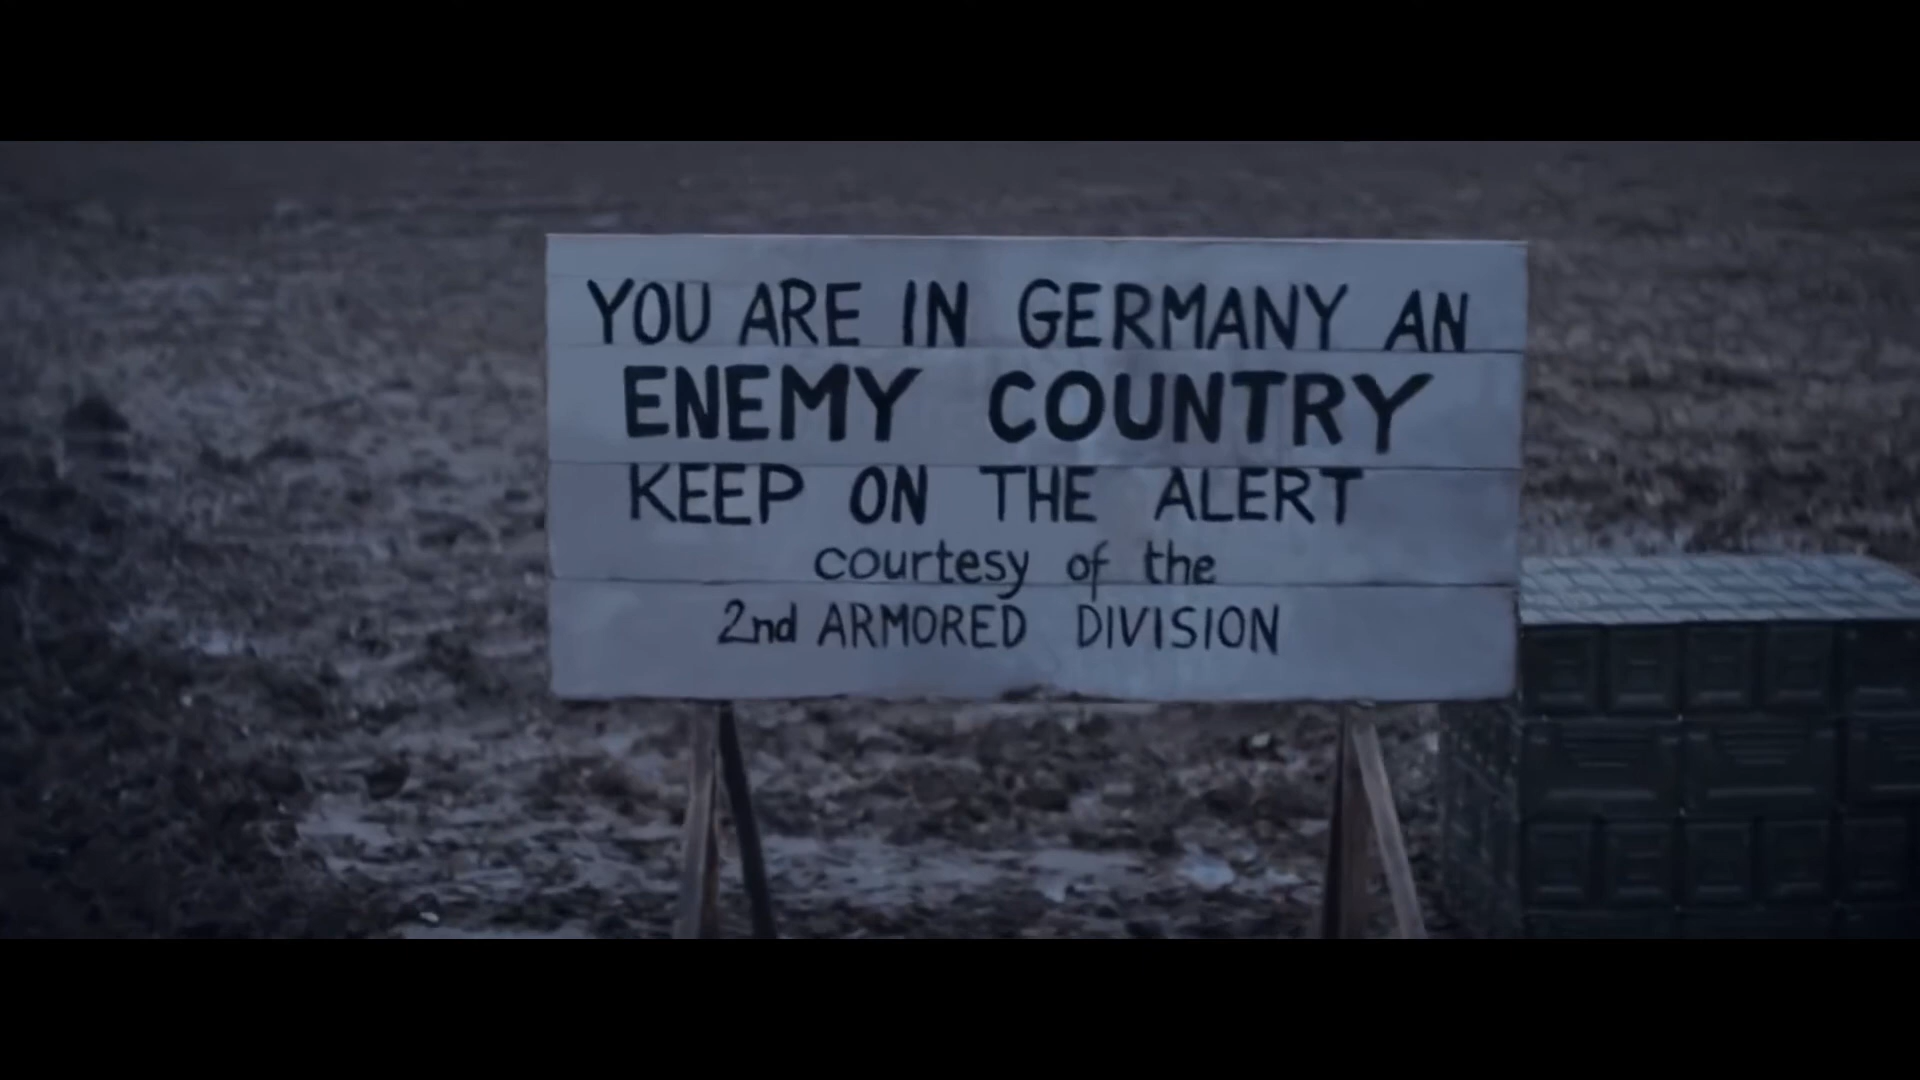 YOU ARE IN GERMANY AN
ENEMY COUNTRY
KEEP ON THE ALERT
courtesy of the
2nd ARMORED DIVISION